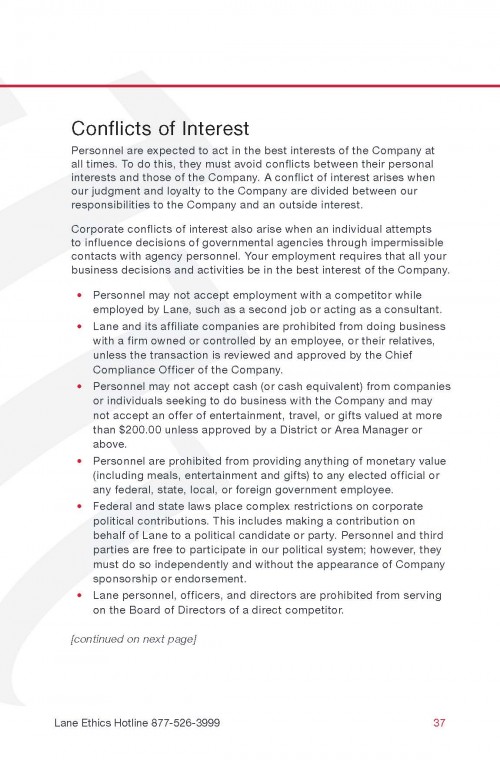 Conflicts of Interest
Personnel are expected to act in the best interests of the Company at
all times. To do this, they must avoid conflicts between their personal
interests and those of the Company. A conflict of interest arises when
our judgment and loyalty to the Company are divided between our
responsibilities to the Company and an outside interest.
Corporate conflicts of interest also arise when an individual attempts
to influence decisions of governmental agencies through impermissible
contacts with agency personnel. Your employment requires that all your
business decisions and activities be in the best interest of the Company.
• Personnel may not accept employment with a competitor while
employed by Lane, such as a second job or acting as a consultant.
• Lane and its affiliate companies are prohibited from doing business
with a firm owned or controlled by an employee, or their relatives,
unless the transaction is reviewed and approved by the Chief
Compliance Officer of the Company.
• Personnel may not accept cash (or cash equivalent) from companies
or individuals seeking to do business with the Company and may
not accept an offer of entertainment, travel, or gifts valued at more
than $200.00 unless approved by a District or Area Manager or
above.
• Personnel are prohibited from providing anything of monetary value
(including meals, entertainment and gifts) to any elected official or
any federal, state, local, or foreign government employee.
• Federal and state laws place complex restrictions on corporate
political contributions. This includes making a contribution on
behalf of Lane to a political candidate or party. Personnel and third
parties are free to participate in our political system; however, they
must do so independently and without the appearance of Company
sponsorship or endorsement.
• Lane personnel, officers, and directors are prohibited from serving
on the Board of Directors of a direct competitor.
[continued on next page]
Lane Ethics Hotline 877-526-3999 37